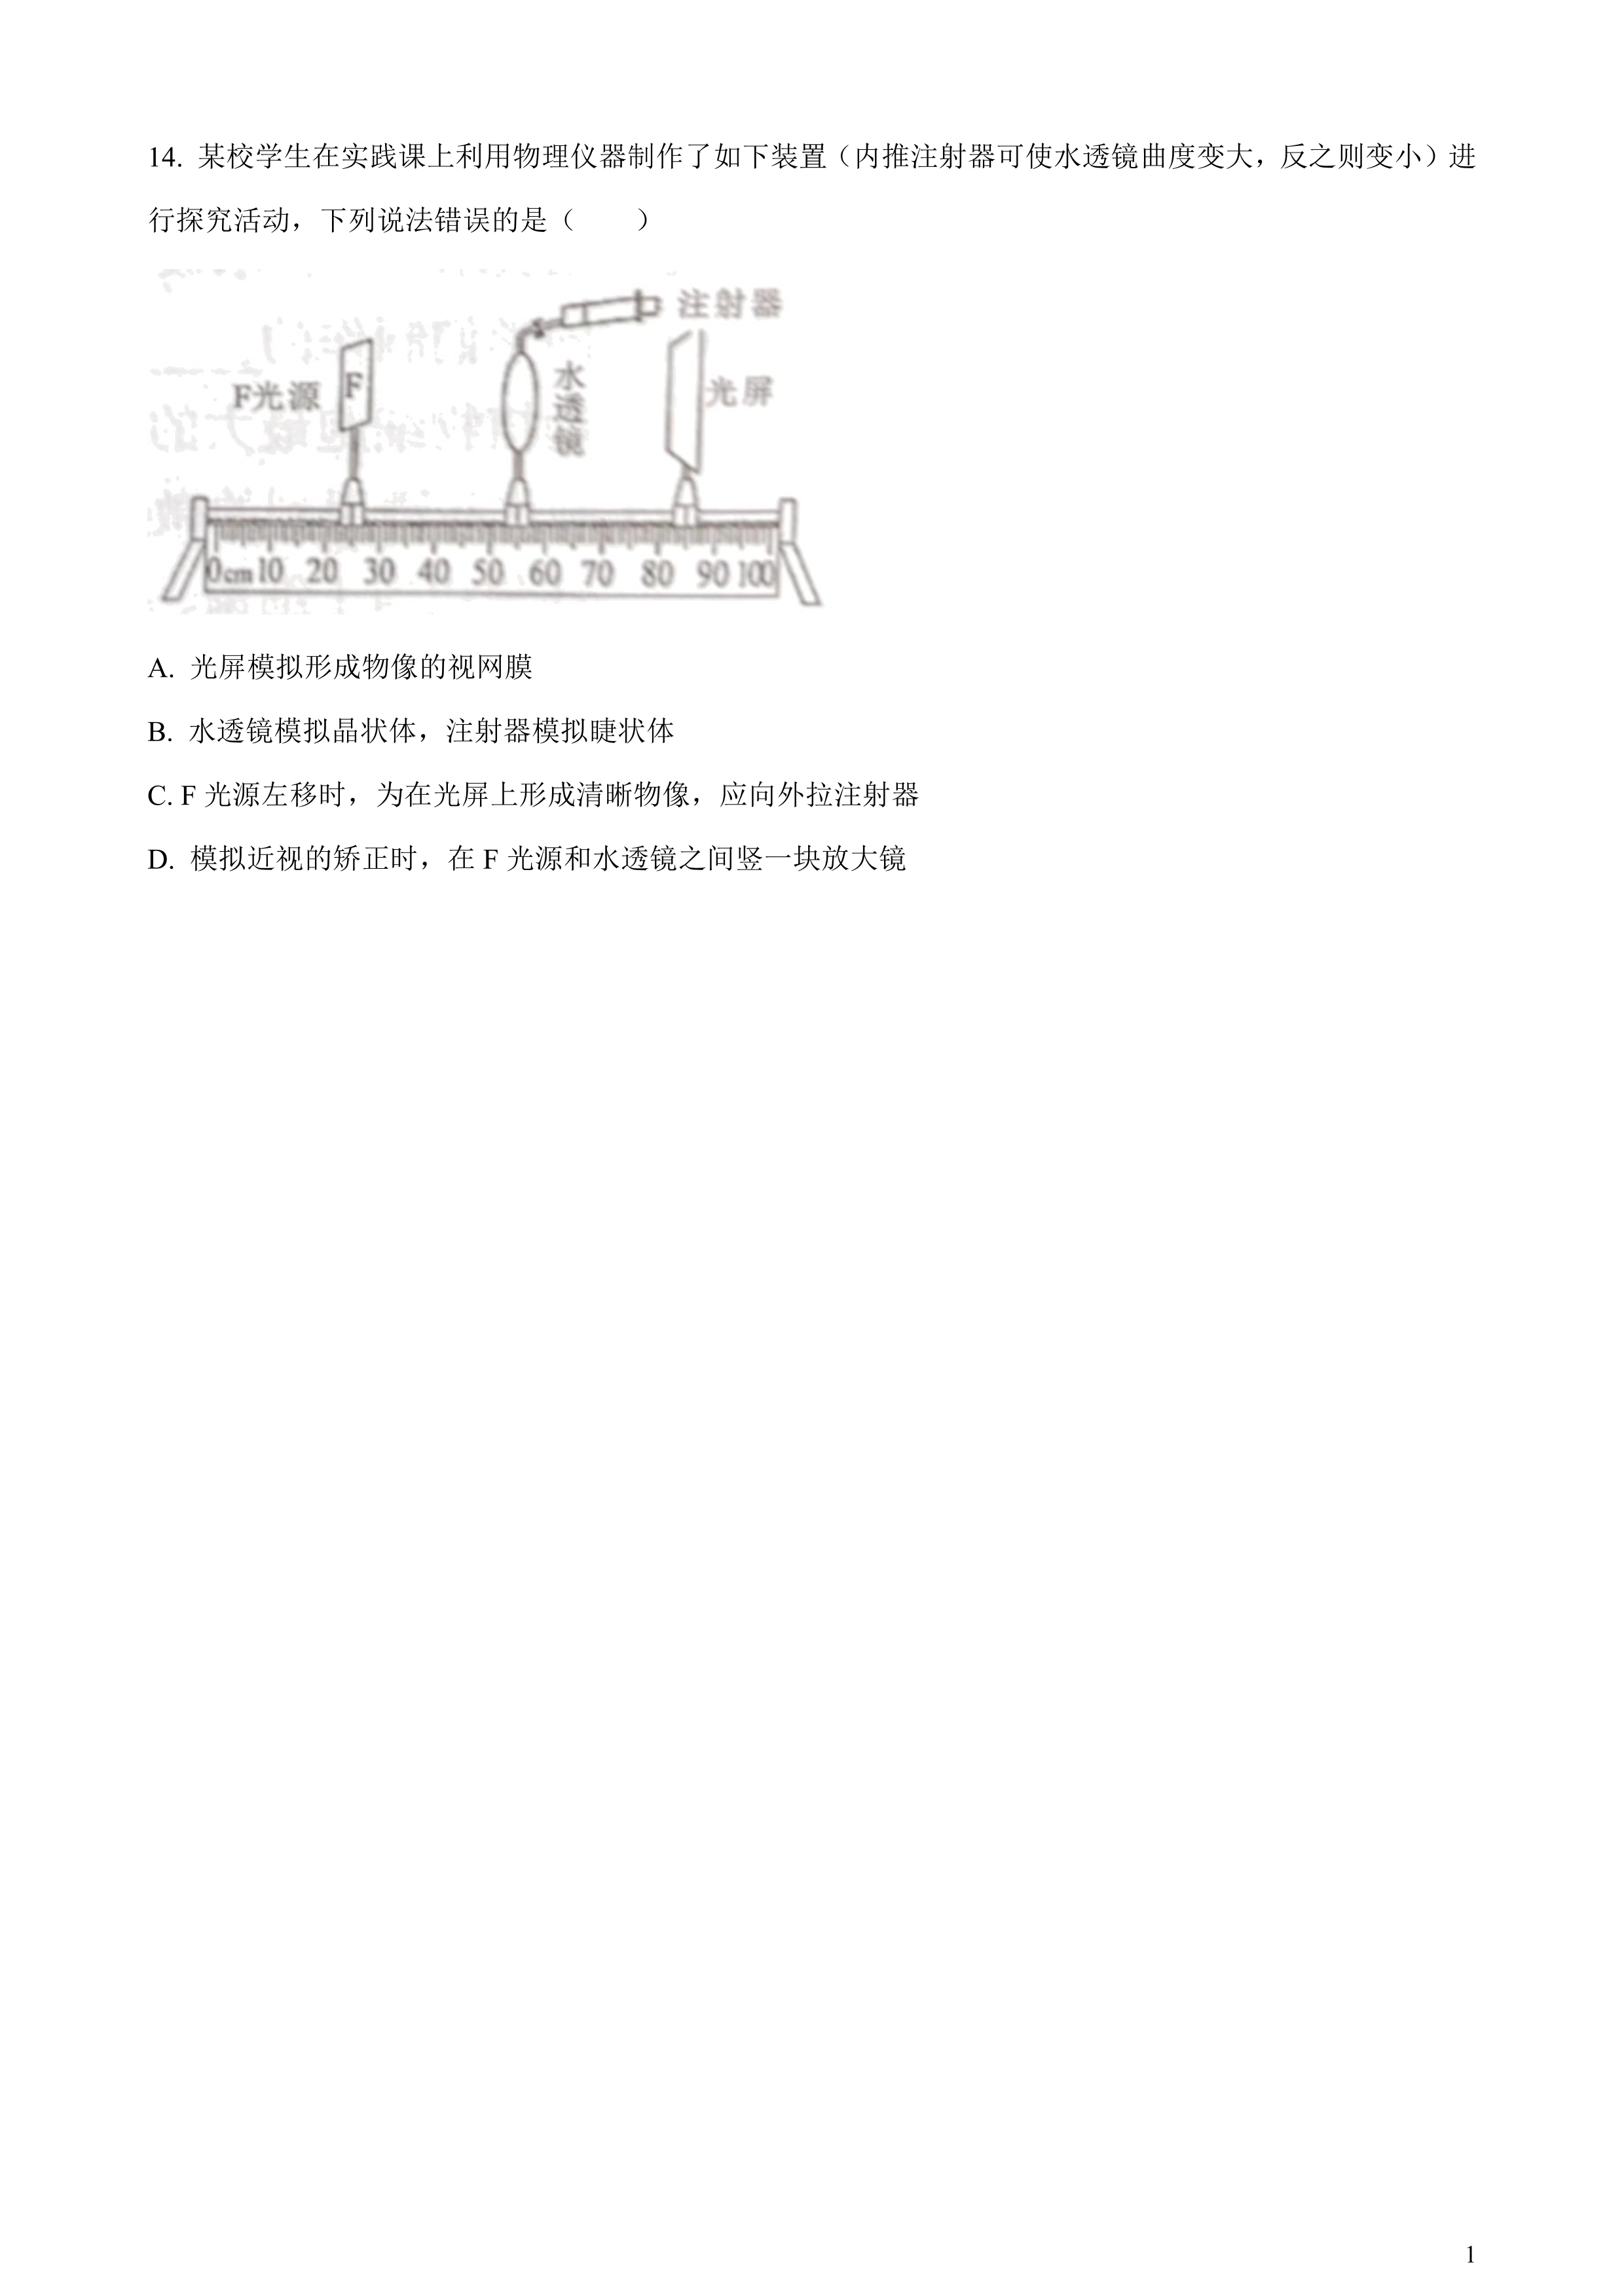 14. 某校学生在实践课上利用物理仪器制作了如下装置（内推注射器可使水透镜曲度变大，反之则变小）进
行探究活动，下列说法错误的是（　　）
注射器
F光源
F
水透镜
光屏
0cm 10 20 30 40 50 60 70 80 90 100
A. 光屏模拟形成物像的视网膜
B. 水透镜模拟晶状体，注射器模拟睫状体
C. F 光源左移时，为在光屏上形成清晰物像，应向外拉注射器
D. 模拟近视的矫正时，在 F 光源和水透镜之间竖一块放大镜
1